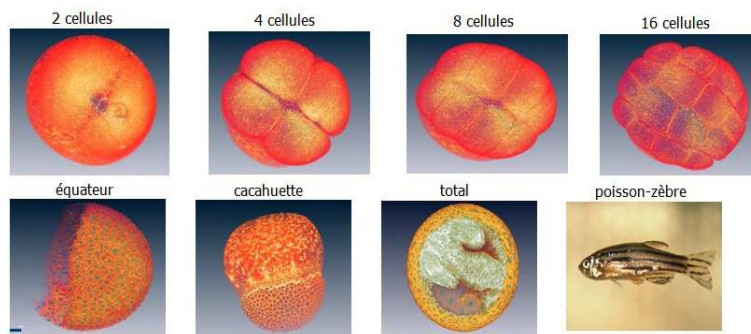 2 cellules
4 cellules
8 cellules
16 cellules
équateur
cacahuette
total
poisson-zèbre